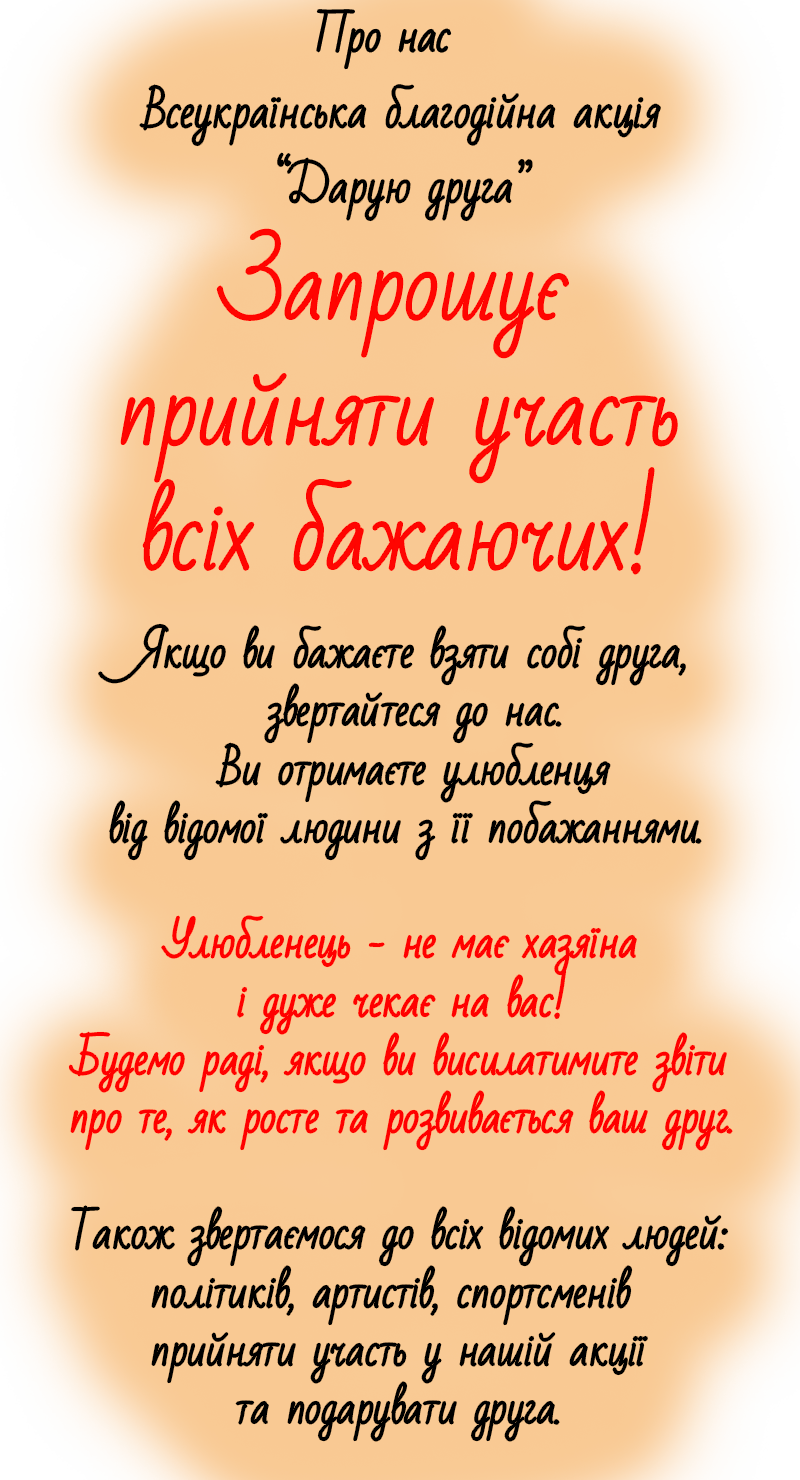 Про нас
Всеукраїнська благодійна акція
“Дарую друга”
Запрошує
прийняти участь
всіх бажаючих!
Якщо ви бажаєте взяти собі друга,
звертайтеся до нас.
Ви отримаєте улюбленця
від відомої людини з її побажаннями.
Улюбленець - не має хазяїна
і дуже чекає на вас!
Будемо раді, якщо ви висилатимите звіти
про те, як росте та розвивається ваш друг.
Також звертаємося до всіх відомих людей:
політиків, артистів, спортсменів
прийняти участь у нашій акції
та подарувати друга.